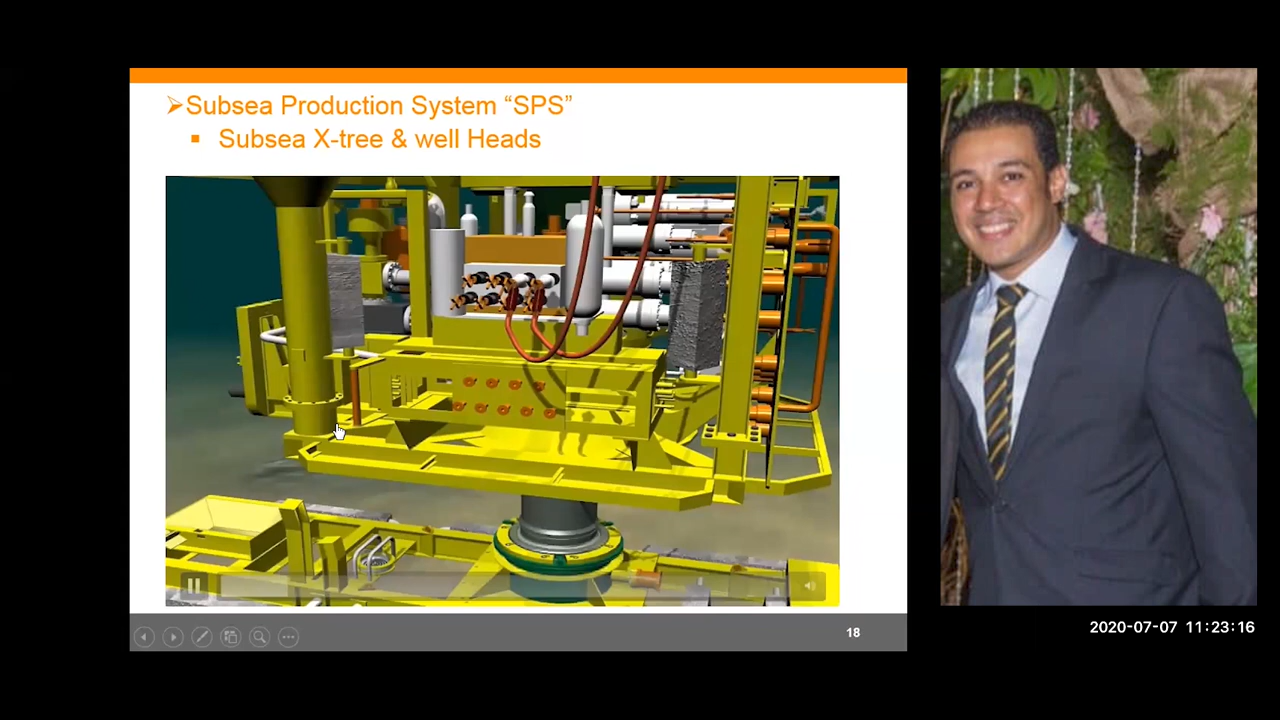 ➢Subsea Production System “SPS”
▪ Subsea X-tree & well Heads
18
2020-07-07 11:23:16